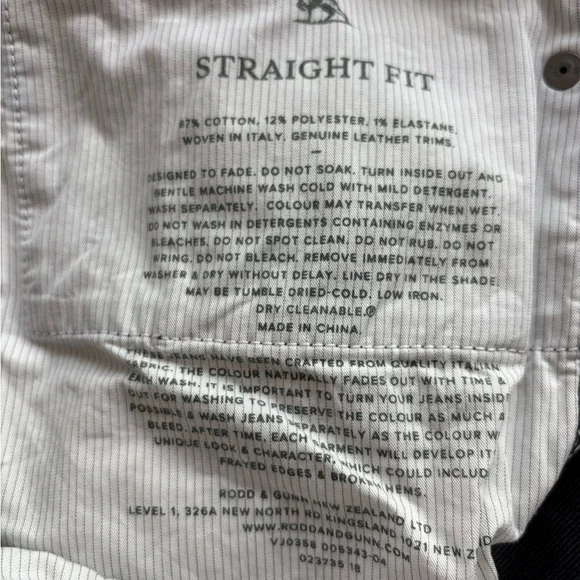 STRAIGHT FIT
87% COTTON, 12% POLYESTER, 1% ELASTANE,
WOVEN IN ITALY. GENUINE LEATHER TRIMS.
–
DESIGNED TO FADE. DO NOT SOAK. TURN INSIDE OUT AND
GENTLE MACHINE WASH COLD WITH MILD DETERGENT.
WASH SEPARATELY. COLOUR MAY TRANSFER WHEN WET.
DO NOT WASH IN DETERGENTS CONTAINING ENZYMES OR
BLEACHES. DO NOT SPOT CLEAN. DO NOT RUB. DO NOT
WRING. DO NOT BLEACH. REMOVE IMMEDIATELY FROM
WASHER & DRY WITHOUT DELAY. LINE DRY IN THE SHADE.
MAY BE TUMBLE DRIED-COLD. LOW IRON.
DRY CLEANABLE.Ⓟ
MADE IN CHINA.
THESE JEANS HAVE BEEN CRAFTED FROM QUALITY ITALIAN
FABRIC. THE COLOUR NATURALLY FADES OUT WITH TIME &
EACH WASH. IT IS IMPORTANT TO TURN YOUR JEANS INSIDE
OUT FOR WASHING TO PRESERVE THE COLOUR AS MUCH A
POSSIBLE & WASH JEANS SEPARATELY AS THE COLOUR W
BLEED. AFTER TIME, EACH GARMENT WILL DEVELOP IT
UNIQUE LOOK & CHARACTER, WHICH COULD INCLUD
FRAYED EDGES & BROKEN HEMS.
RODD & GUNN NEW ZEALAND LTD
LEVEL 1, 326A NEW NORTH RD KINGSLAND 1021 NEW Z
WWW.RODDANDGUNN.COM
VJ0358 005343-04
023735 18